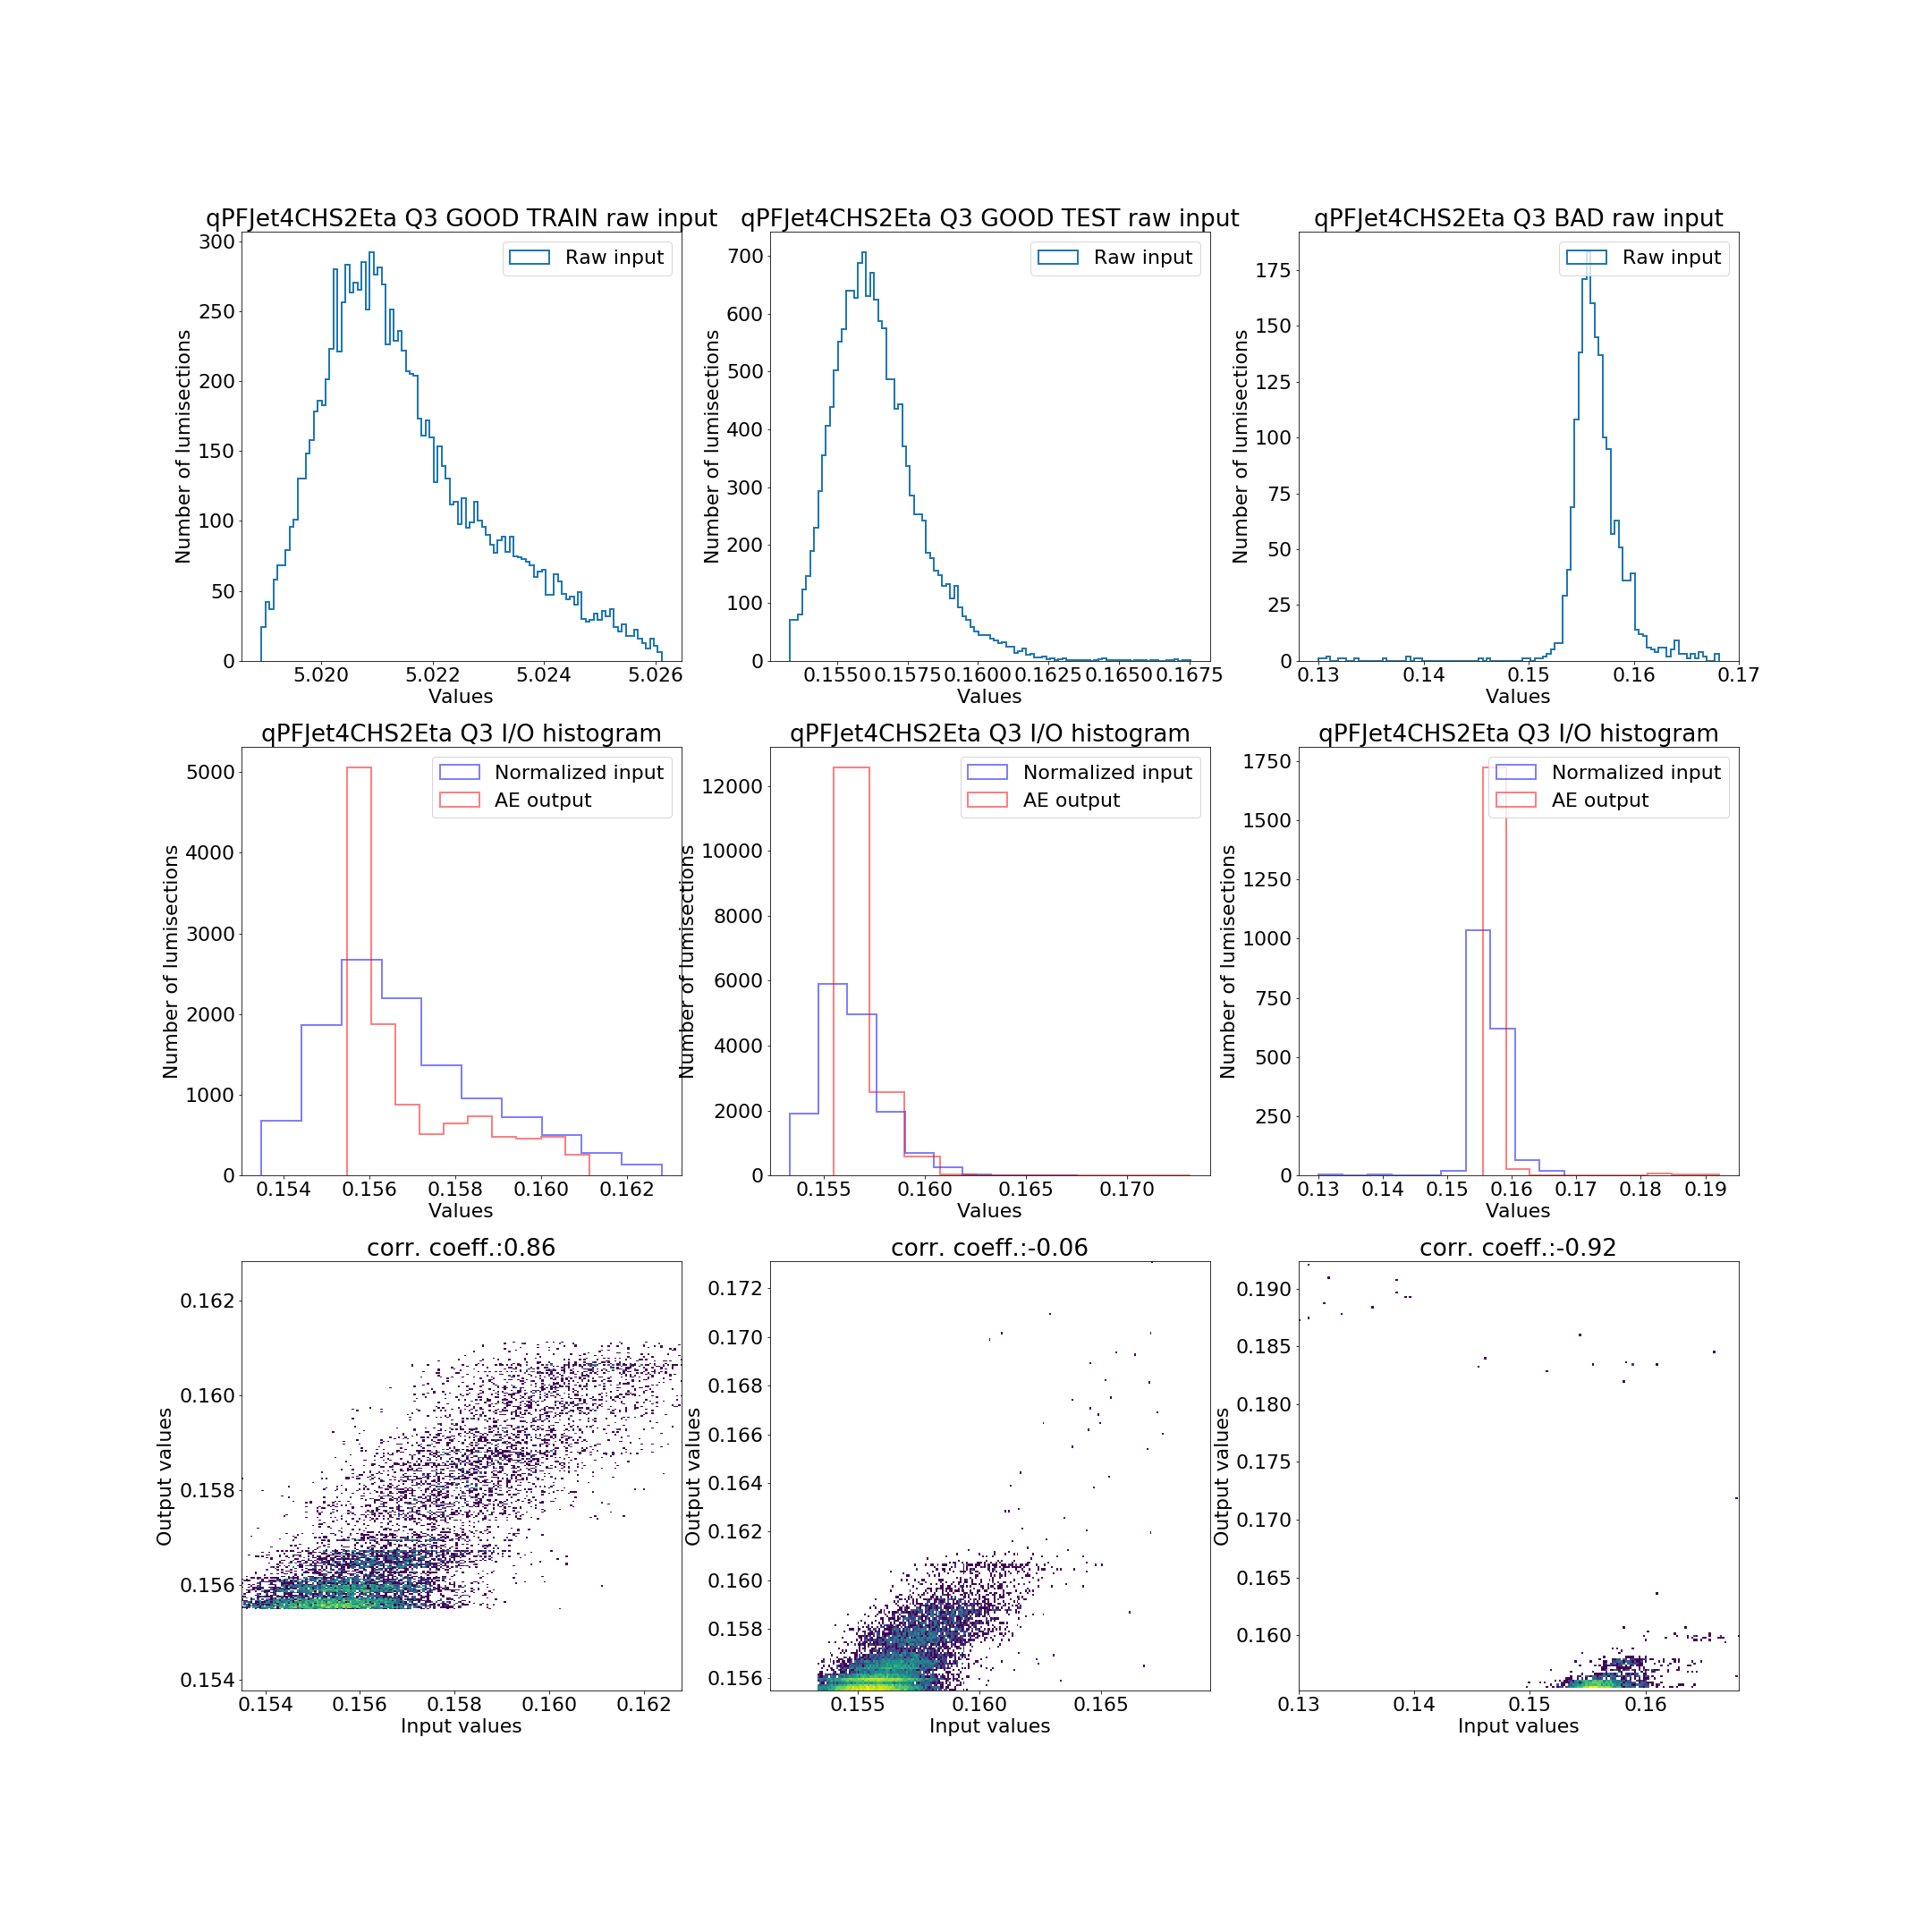 qPFJet4CHS2Eta Q3 GOOD TRAIN raw input
Raw input
Number of lumisections
300
250
200
150
100
50
0
5.020 5.022 5.024 5.026
Values
qPFJet4CHS2Eta Q3 GOOD TEST raw input
Raw input
Number of lumisections
700
600
500
400
300
200
100
0
0.1550 0.1575 0.1600 0.1625 0.1650 0.1675
Values
qPFJet4CHS2Eta Q3 BAD raw input
Raw input
Number of lumisections
175
150
125
100
75
50
25
0
0.13 0.14 0.15 0.16 0.17
Values
qPFJet4CHS2Eta Q3 I/O histogram
Normalized input
AE output
Number of lumisections
5000
4000
3000
2000
1000
0
0.154 0.156 0.158 0.160 0.162
Values
qPFJet4CHS2Eta Q3 I/O histogram
Normalized input
AE output
Number of lumisections
12000
10000
8000
6000
4000
2000
0
0.155 0.160 0.165 0.170
Values
qPFJet4CHS2Eta Q3 I/O histogram
Normalized input
AE output
Number of lumisections
1750
1500
1250
1000
750
500
250
0
0.13 0.14 0.15 0.16 0.17 0.18 0.19
Values
corr. coeff.:0.86
Output values
0.162
0.160
0.158
0.156
0.154
0.154 0.156 0.158 0.160 0.162
Input values
corr. coeff.:-0.06
Output values
0.172
0.170
0.168
0.166
0.164
0.162
0.160
0.158
0.156
0.155 0.160 0.165
Input values
corr. coeff.:-0.92
Output values
0.190
0.185
0.180
0.175
0.170
0.165
0.160
0.13 0.14 0.15 0.16
Input values